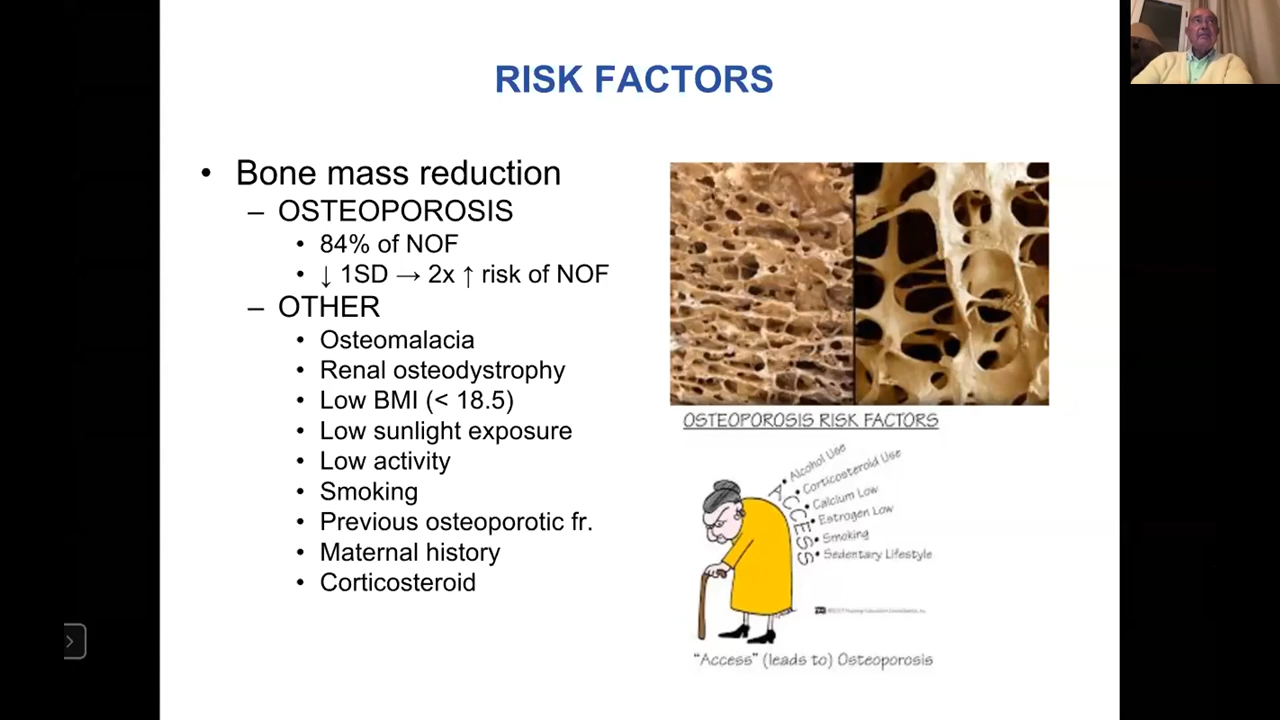 RISK FACTORS
• Bone mass reduction
– OSTEOPOROSIS
• 84% of NOF
• ↓ 1SD → 2x ↑ risk of NOF
– OTHER
• Osteomalacia
• Renal osteodystrophy
• Low BMI (< 18.5)
• Low sunlight exposure
• Low activity
• Smoking
• Previous osteoporotic fr.
• Maternal history
• Corticosteroid
OSTEOPOROSIS RISK FACTORS
ACCESS
• Alcohol Use
• Corticosteroid Use
• Calcium Low
• Estrogen Low
• Smoking
• Sedentary Lifestyle
"Access" (leads to) Osteoporosis